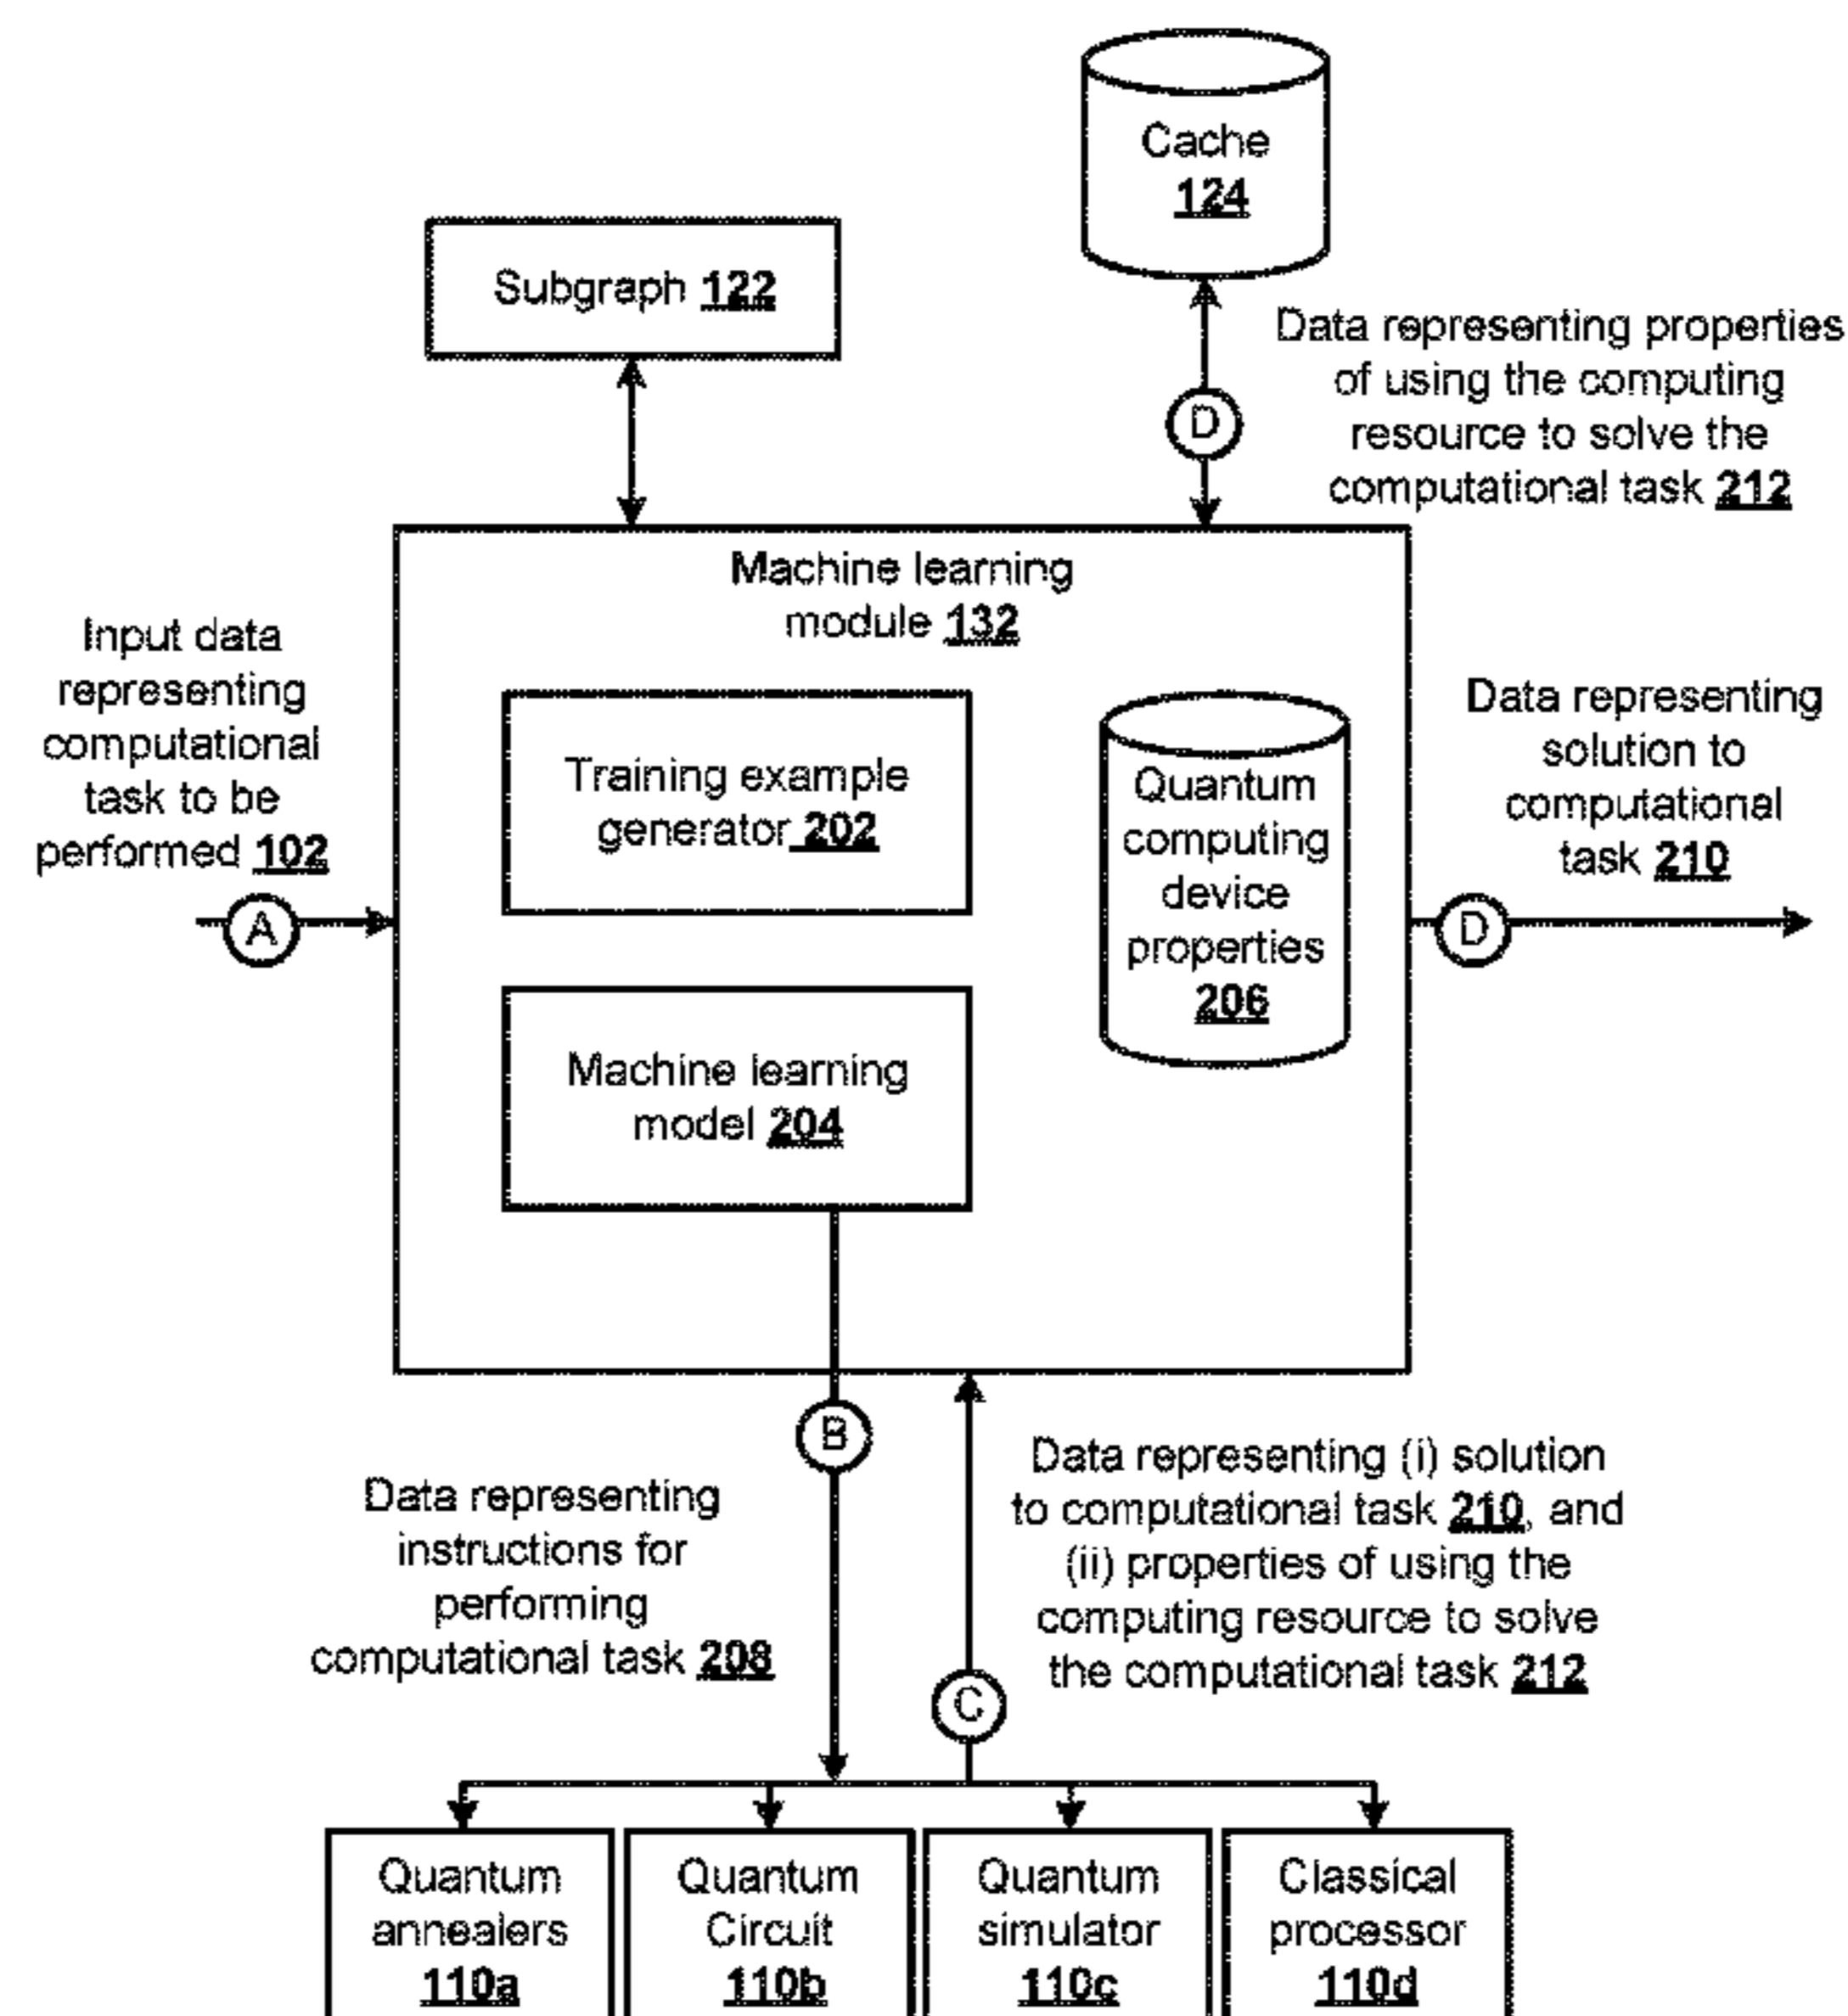 Cache
124
Subgraph 122
Data representing properties
of using the computing
resource to solve the
computational task 212
D
Machine learning
module 132
Input data
representing
computational
task to be
performed 102
A
Training example
generator 202
Quantum
computing
device
properties
206
Data representing
solution to
computational
task 210
D
Machine learning
model 204
B
Data representing
instructions for
performing
computational task 208
Data representing (i) solution
to computational task 210, and
(ii) properties of using the
computing resource to solve
the computational task 212
C
Quantum
annealers
110a
Quantum
Circuit
110b
Quantum
simulator
110c
Classical
processor
110d